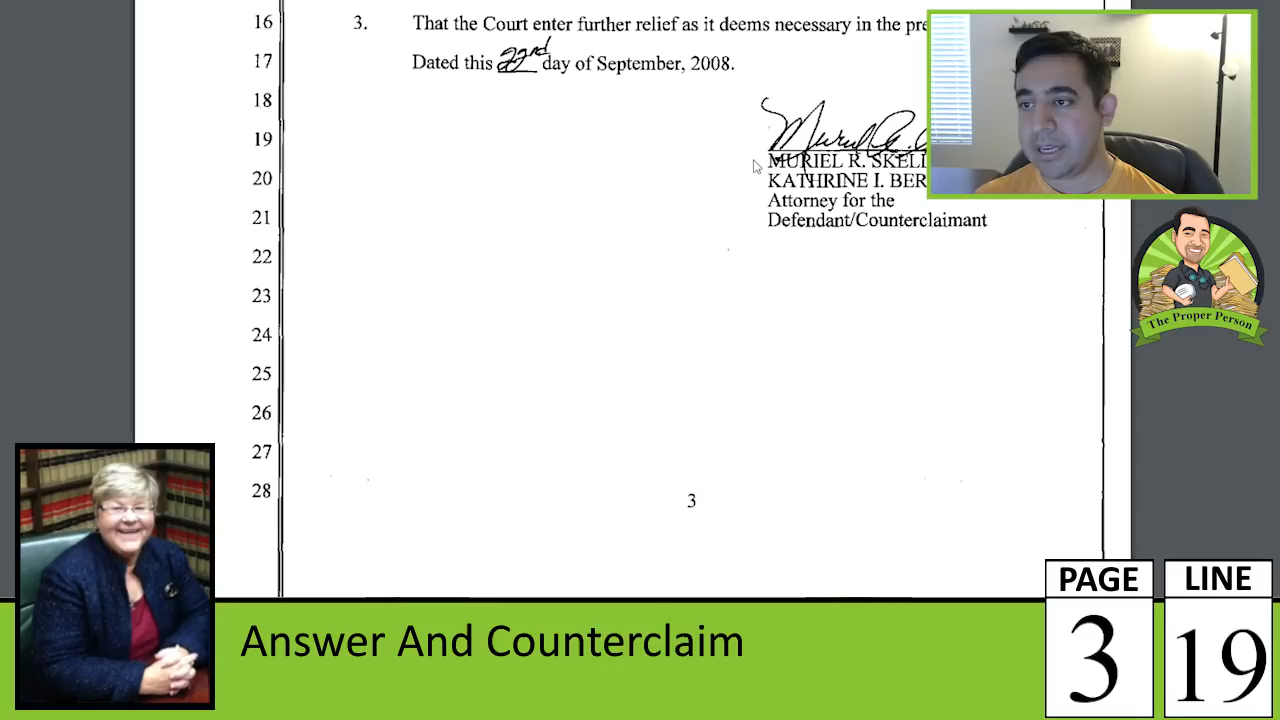 16 3. That the Court enter further relief as it deems necessary in the
17 Dated this 22nd day of September, 2008.
18
19
MURIEL R. SKELL
20 KATHRINE I. BER
Attorney for the
21 Defendant/Counterclaimant
22
23
24
25
26
27
28
3
The Proper Person
Answer And Counterclaim
PAGE
3
LINE
19